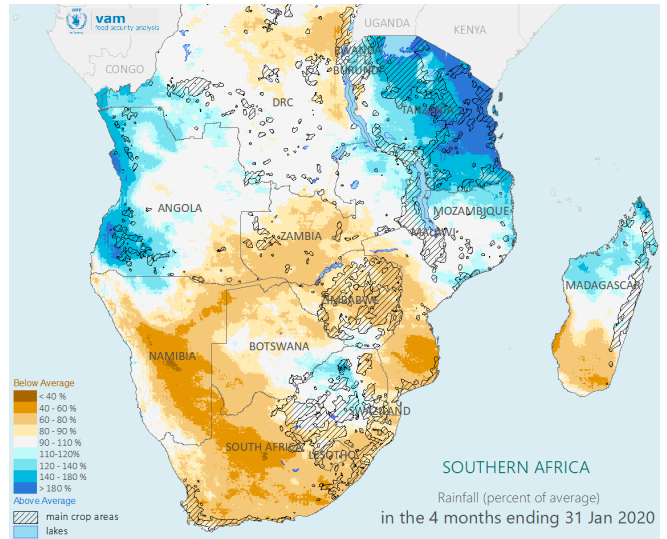 vam
food security analysis
UGANDA
KENYA
CONGO
RWANDA
BURUNDI
DRC
TANZANIA
ANGOLA
MOZAMBIQUE
ZAMBIA
MALAWI
MADAGASCAR
ZIMBABWE
BOTSWANA
NAMIBIA
SWAZILAND
SOUTH AFRICA
LESOTHO
Below Average
< 40 %
40 - 60 %
60 - 80 %
80 - 90 %
90 - 110 %
110-120%
120 - 140 %
140 - 180 %
> 180 %
Above Average
main crop areas
lakes
SOUTHERN AFRICA
Rainfall (percent of average)
in the 4 months ending 31 Jan 2020